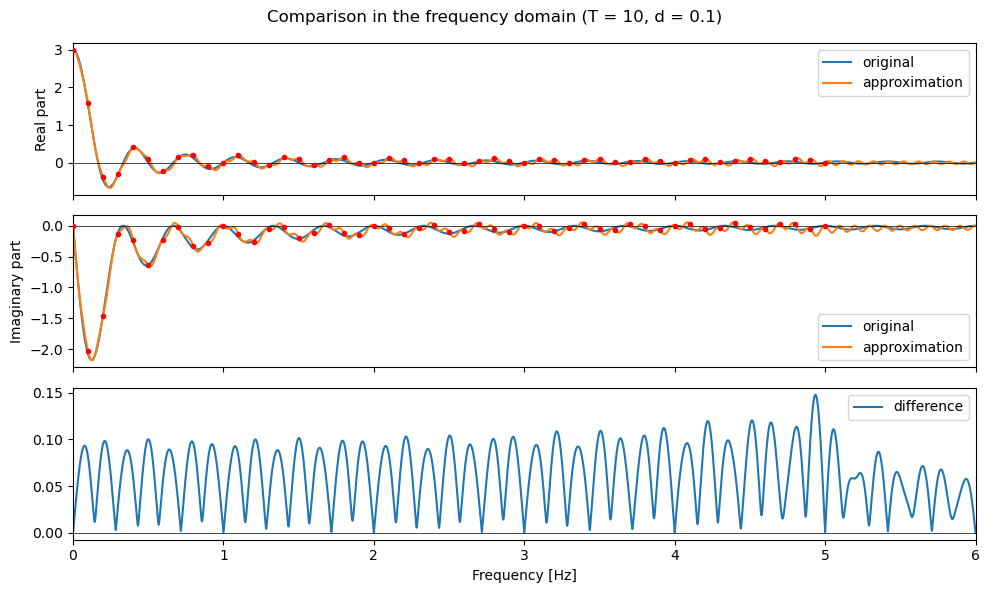 Comparison in the frequency domain (T = 10, d = 0.1)
3
2
1
0
Real part
original
approximation
0.0
−0.5
−1.0
−1.5
−2.0
Imaginary part
original
approximation
0.15
0.10
0.05
0.00
difference
0 1 2 3 4 5 6
Frequency [Hz]